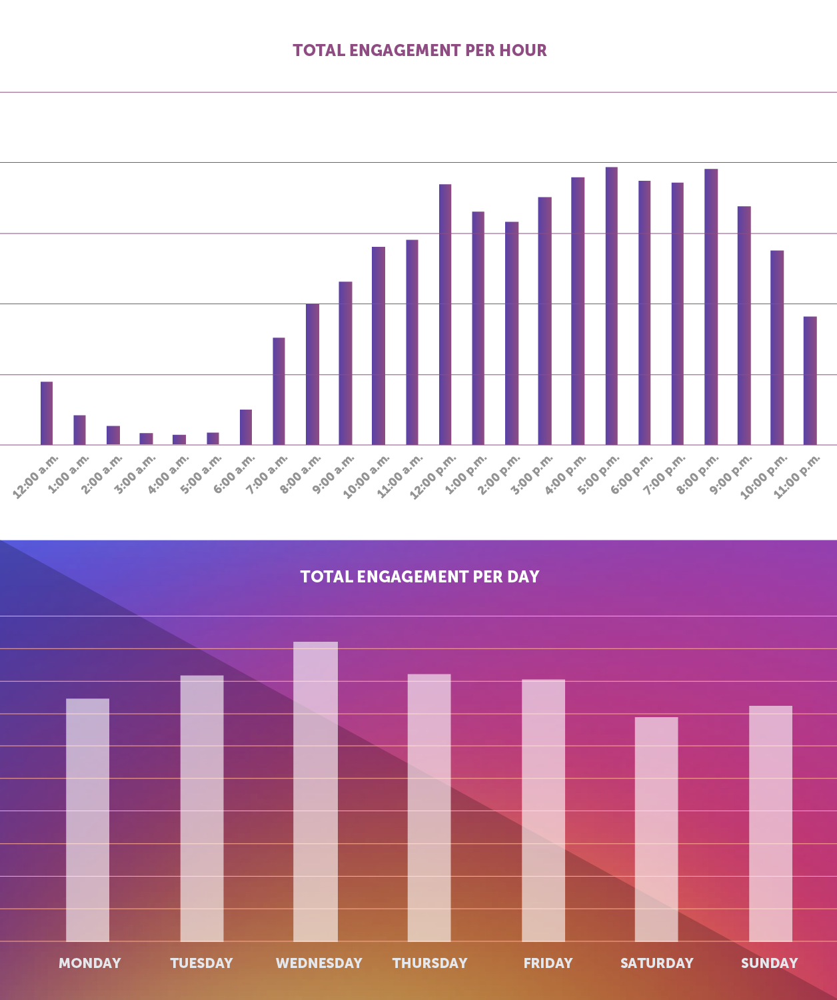 TOTAL ENGAGEMENT PER HOUR
12:00 a.m.
1:00 a.m.
2:00 a.m.
3:00 a.m.
4:00 a.m.
5:00 a.m.
6:00 a.m.
7:00 a.m.
8:00 a.m.
9:00 a.m.
10:00 a.m.
11:00 a.m.
12:00 p.m.
1:00 p.m.
2:00 p.m.
3:00 p.m.
4:00 p.m.
5:00 p.m.
6:00 p.m.
7:00 p.m.
8:00 p.m.
9:00 p.m.
10:00 p.m.
11:00 p.m.
TOTAL ENGAGEMENT PER DAY
MONDAY
TUESDAY
WEDNESDAY
THURSDAY
FRIDAY
SATURDAY
SUNDAY